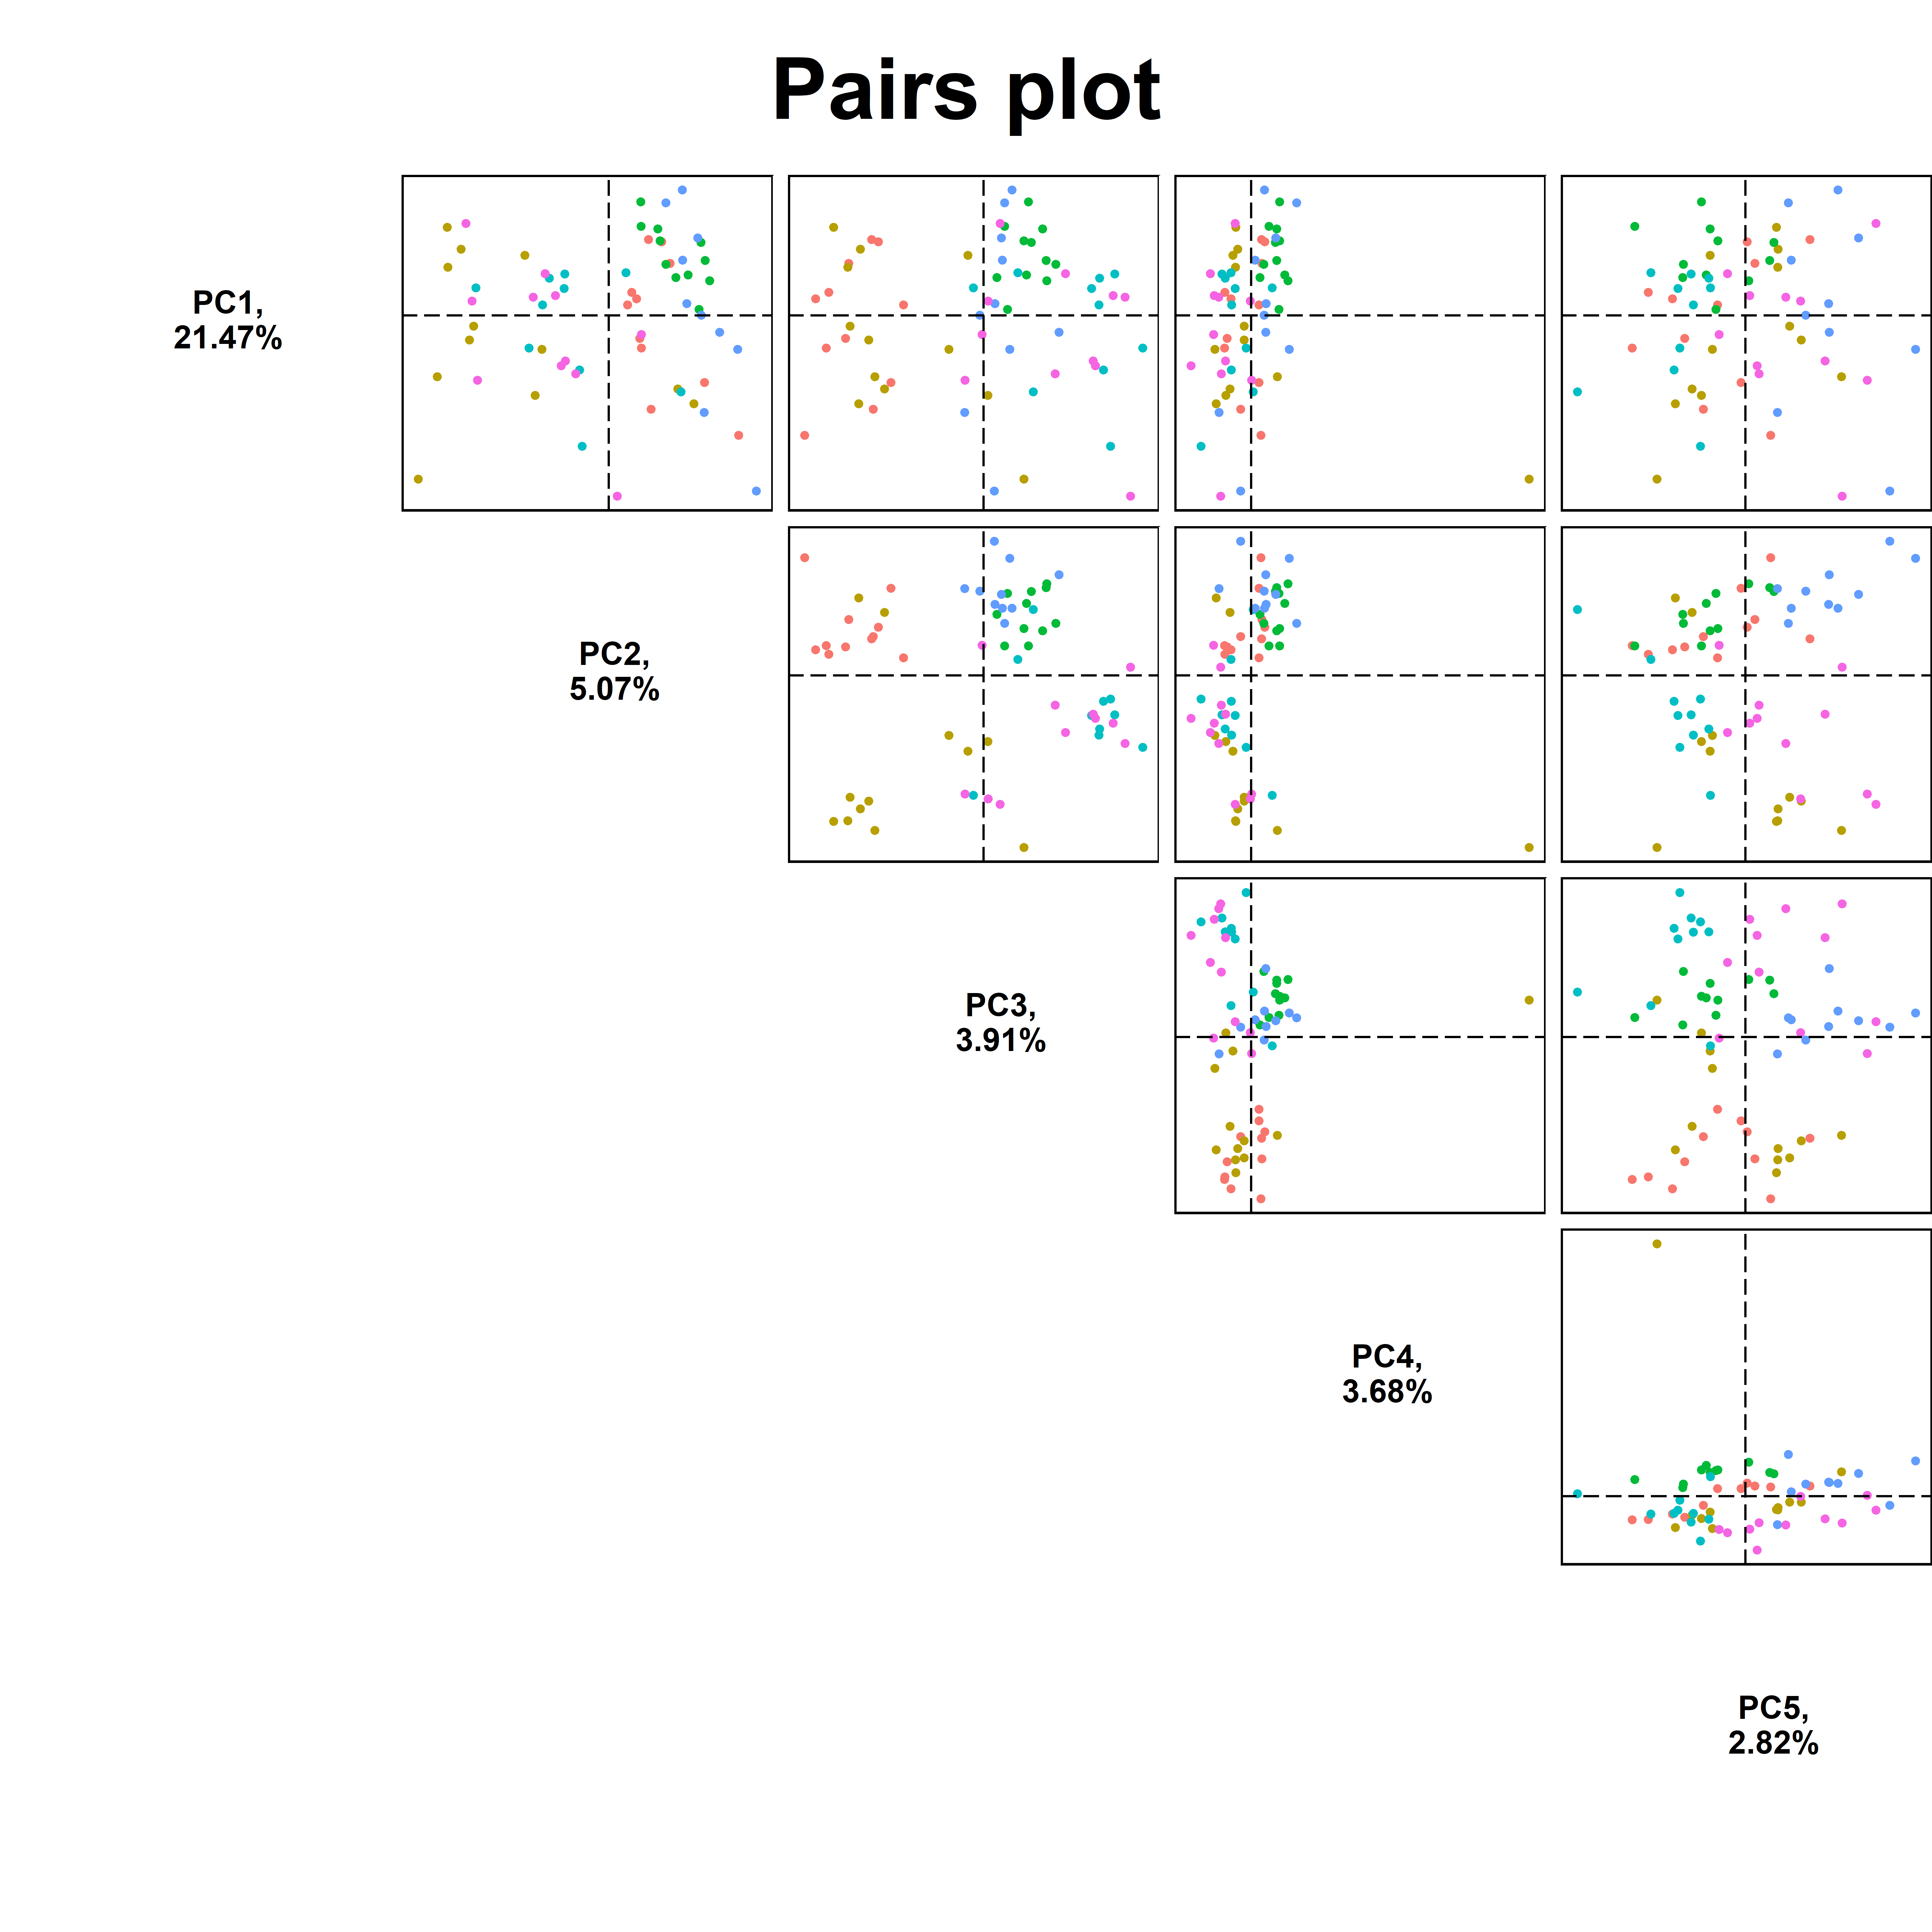 Pairs plot
PC1,
21.47%
PC2,
5.07%
PC3,
3.91%
PC4,
3.68%
PC5,
2.82%